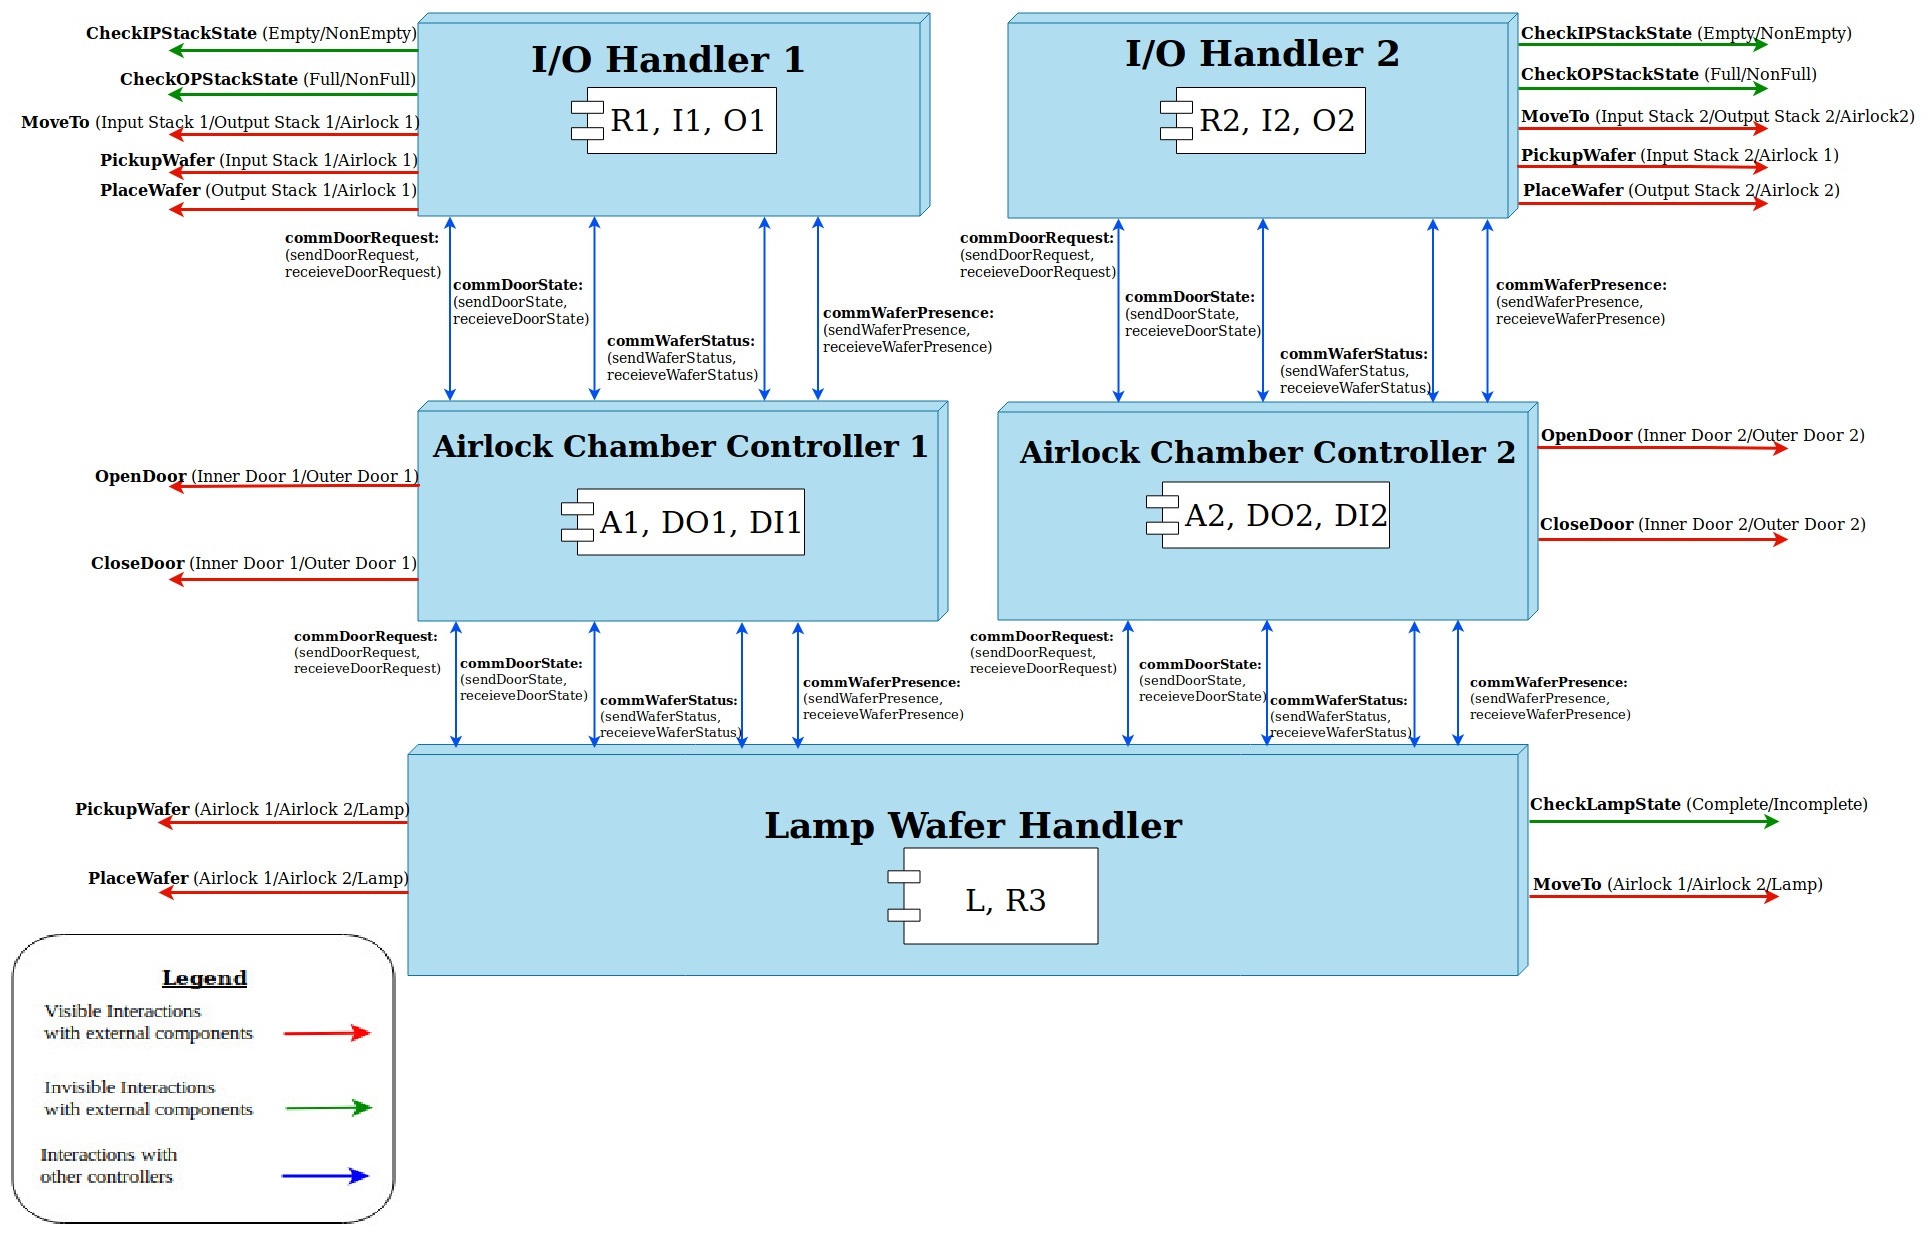 CheckIPStackState (Empty/NonEmpty)
CheckOPStackState (Full/NonFull)
MoveTo (Input Stack 1/Output Stack 1/Airlock 1)
PickupWafer (Input Stack 1/Airlock 1)
PlaceWafer (Output Stack 1/Airlock 1)
I/O Handler 1
R1, I1, O1
I/O Handler 2
R2, I2, O2
CheckIPStackState (Empty/NonEmpty)
CheckOPStackState (Full/NonFull)
MoveTo (Input Stack 2/Output Stack 2/Airlock2)
PickupWafer (Input Stack 2/Airlock 1)
PlaceWafer (Output Stack 2/Airlock 2)
commDoorRequest:
(sendDoorRequest,
receieveDoorRequest)
commDoorState:
(sendDoorState,
receieveDoorState)
commWaferStatus:
(sendWaferStatus,
receieveWaferStatus)
commWaferPresence:
(sendWaferPresence,
receieveWaferPresence)
commDoorRequest:
(sendDoorRequest,
receieveDoorRequest)
commDoorState:
(sendDoorState,
receieveDoorState)
commWaferStatus:
(sendWaferStatus,
receieveWaferStatus)
commWaferPresence:
(sendWaferPresence,
receieveWaferPresence)
OpenDoor (Inner Door 1/Outer Door 1)
CloseDoor (Inner Door 1/Outer Door 1)
Airlock Chamber Controller 1
A1, DO1, DI1
Airlock Chamber Controller 2
A2, DO2, DI2
OpenDoor (Inner Door 2/Outer Door 2)
CloseDoor (Inner Door 2/Outer Door 2)
commDoorRequest:
(sendDoorRequest,
receieveDoorRequest)
commDoorState:
(sendDoorState,
receieveDoorState)
commWaferStatus:
(sendWaferStatus,
receieveWaferStatus)
commWaferPresence:
(sendWaferPresence,
receieveWaferPresence)
commDoorRequest:
(sendDoorRequest,
receieveDoorRequest)
commDoorState:
(sendDoorState,
receieveDoorState)
commWaferStatus:
(sendWaferStatus,
receieveWaferStatus)
commWaferPresence:
(sendWaferPresence,
receieveWaferPresence)
PickupWafer (Airlock 1/Airlock 2/Lamp)
PlaceWafer (Airlock 1/Airlock 2/Lamp)
Lamp Wafer Handler
L, R3
CheckLampState (Complete/Incomplete)
MoveTo (Airlock 1/Airlock 2/Lamp)
Legend
Visible Interactions
with external components
Invisible Interactions
with external components
Interactions with
other controllers